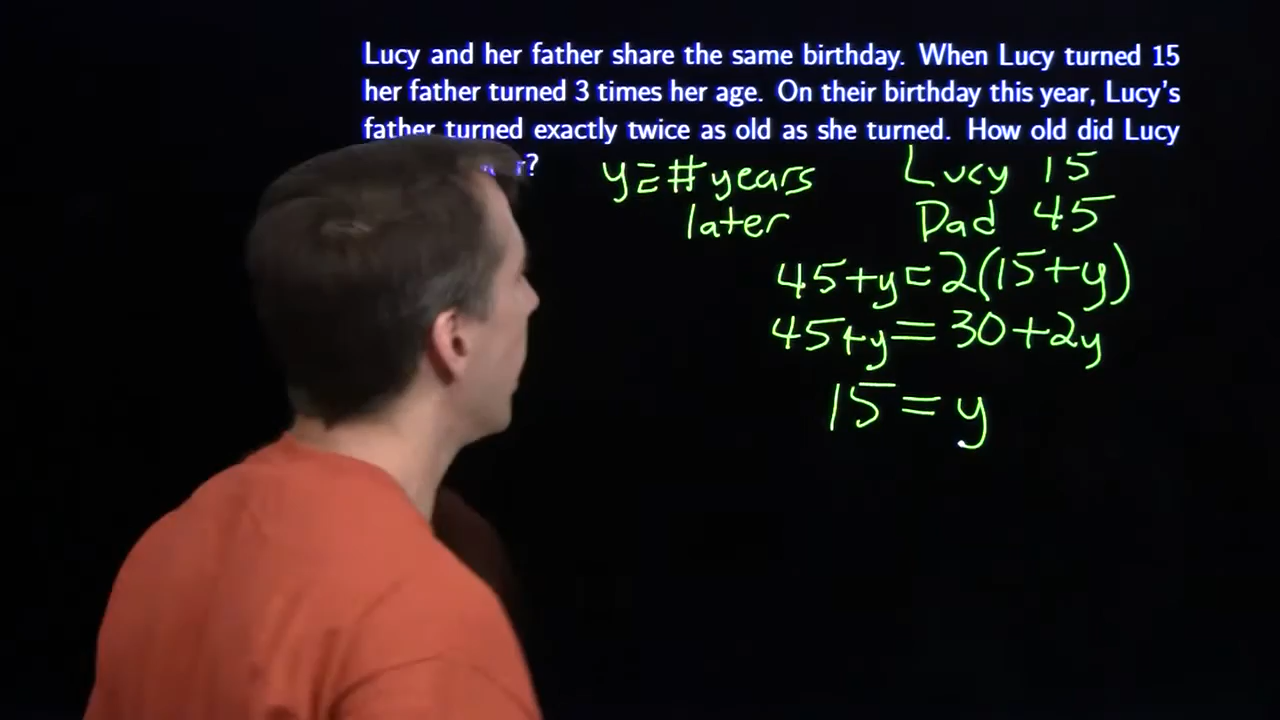 Lucy and her father share the same birthday. When Lucy turned 15
her father turned 3 times her age. On their birthday this year, Lucy's
father turned exactly twice as old as she turned. How old did Lucy
y ≡ # years
later
Lucy 15
Dad 45
45+y=2(15+y)
45+y=30+2y
15=y